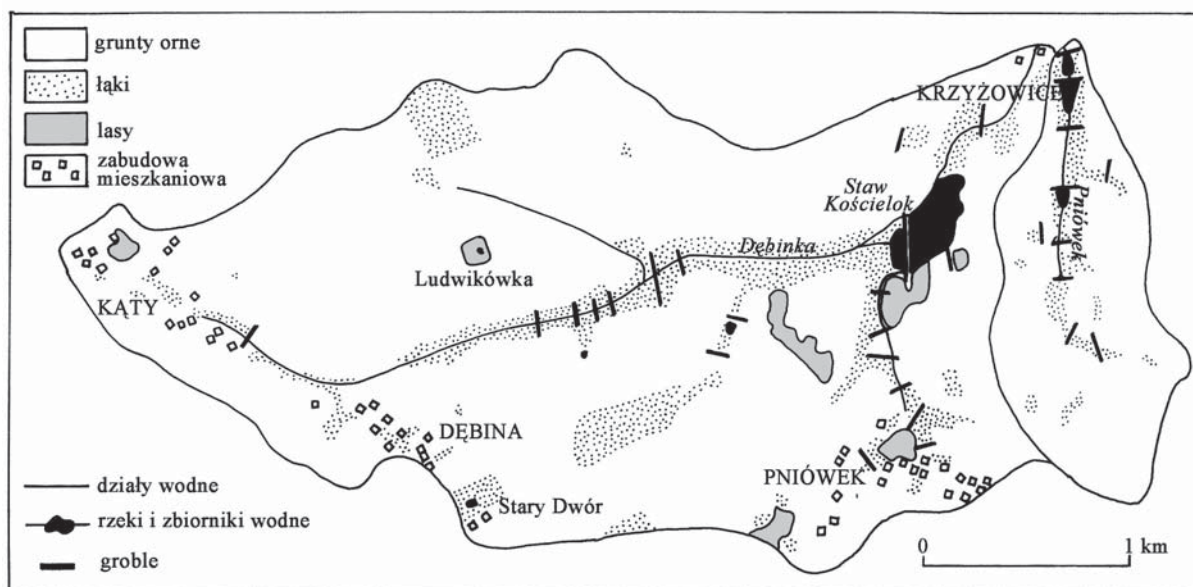 grunty orne
łąki
lasy
zabudowa
mieszkaniowa
KRZYŻOWICE
Staw
Kościelok
Pniówek
Dębinka
Ludwikówka
KĄTY
DĘBINA
PNIÓWEK
Stary Dwór
działy wodne
rzeki i zbiorniki wodne
groble
0 1 km